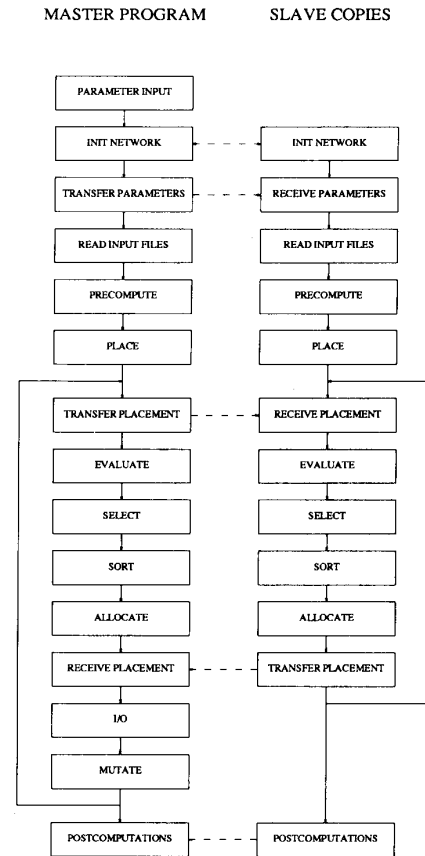 MASTER PROGRAM SLAVE COPIES
PARAMETER INPUT
INIT NETWORK INIT NETWORK
TRANSFER PARAMETERS RECEIVE PARAMETERS
READ INPUT FILES READ INPUT FILES
PRECOMPUTE PRECOMPUTE
PLACE PLACE
TRANSFER PLACEMENT RECEIVE PLACEMENT
EVALUATE EVALUATE
SELECT SELECT
SORT SORT
ALLOCATE ALLOCATE
RECEIVE PLACEMENT TRANSFER PLACEMENT
I/O
MUTATE
POSTCOMPUTATIONS POSTCOMPUTATIONS